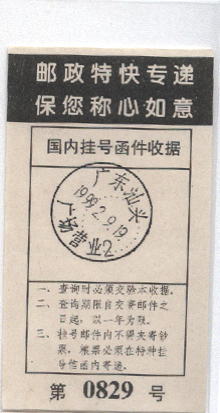 邮政特快专递
保您称心如意
国内挂号函件收据
广东汕头
1999.2.9.19
广场营业
一、查询时必须交验本收据。
二、查询期限自交寄邮件之
日起，以一年为限。
三、挂号邮件内不得夹寄钞
票。粮票必须在特种挂
号信函内寄递。
第 0829 号